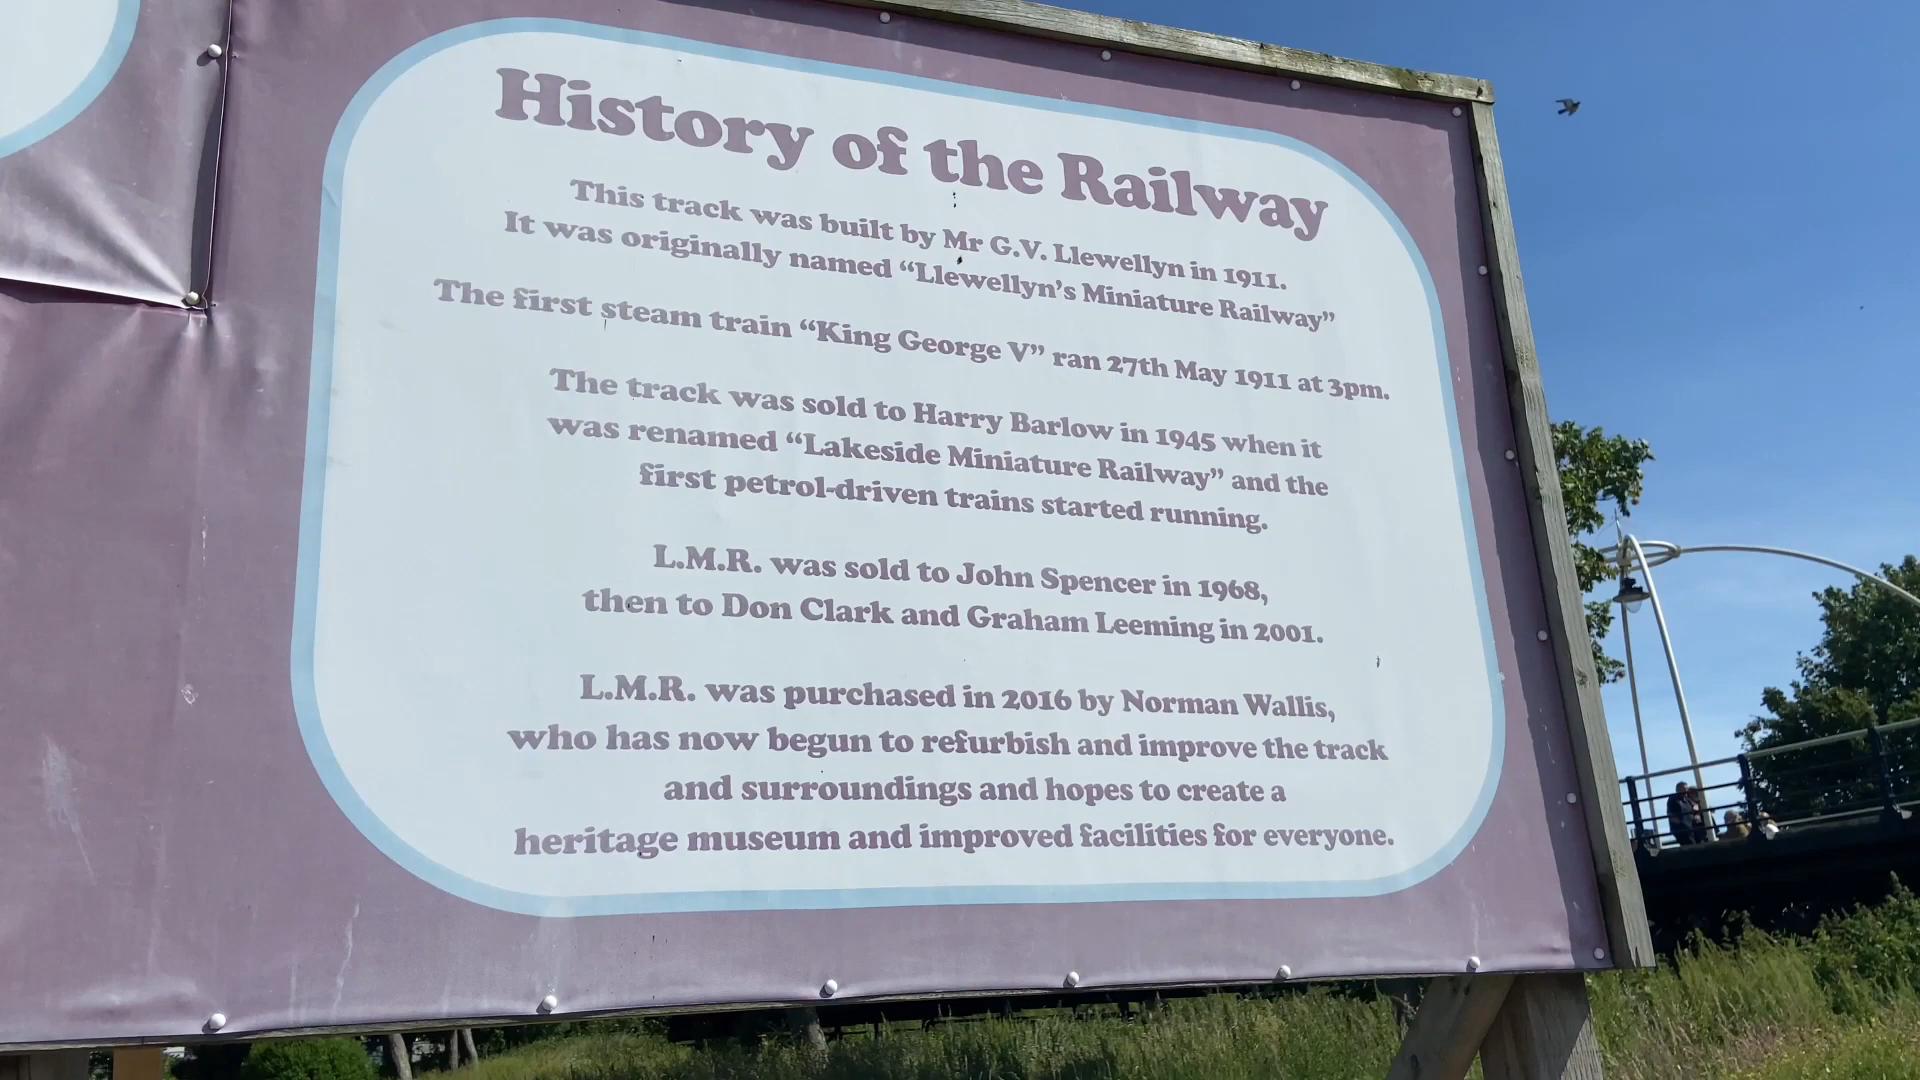 History of the Railway
This track was built by Mr G.V. Llewellyn in 1911.
It was originally named “Llewellyn’s Miniature Railway”
The first steam train “King George V” ran 27th May 1911 at 3pm.
The track was sold to Harry Barlow in 1945 when it
was renamed “Lakeside Miniature Railway” and the
first petrol-driven trains started running.
L.M.R. was sold to John Spencer in 1968,
then to Don Clark and Graham Leeming in 2001.
L.M.R. was purchased in 2016 by Norman Wallis,
who has now begun to refurbish and improve the track
and surroundings and hopes to create a
heritage museum and improved facilities for everyone.